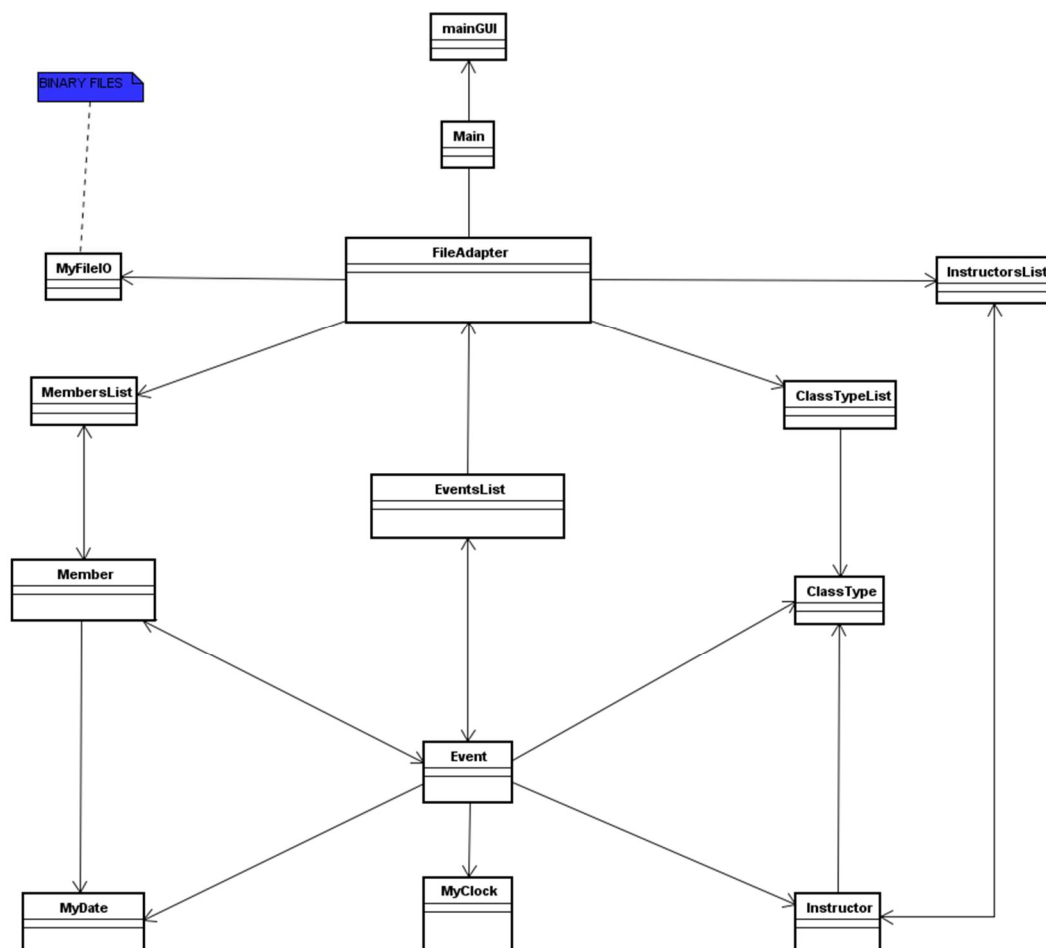 mainGUI
BINARY FILES
Main
FileAdapter
MyFileIO
InstructorsList
MembersList
ClassTypeList
EventsList
Member
ClassType
Event
MyDate
MyClock
Instructor